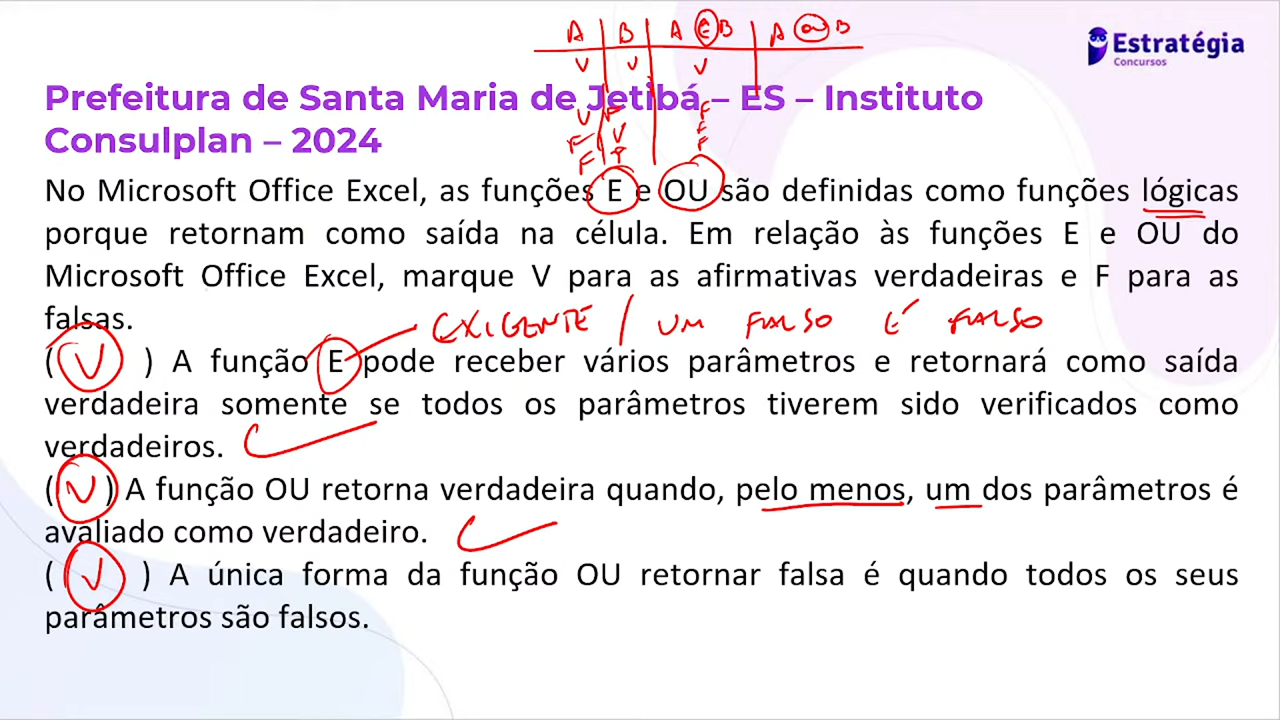 A B A E B A OU B
V V V
Estratégia
Concursos
Prefeitura de Santa Maria de Jetibá – ES – Instituto
V F F
Consulplan – 2024
F V F
F F F
No Microsoft Office Excel, as funções E e OU são definidas como funções lógicas
porque retornam como saída na célula. Em relação às funções E e OU do
Microsoft Office Excel, marque V para as afirmativas verdadeiras e F para as
falsas.
EXIGENTE / UM FALSO É FALSO
( V ) A função E pode receber vários parâmetros e retornará como saída
verdadeira somente se todos os parâmetros tiverem sido verificados como
verdadeiros.
( V ) A função OU retorna verdadeira quando, pelo menos, um dos parâmetros é
avaliado como verdadeiro.
( V ) A única forma da função OU retornar falsa é quando todos os seus
parâmetros são falsos.